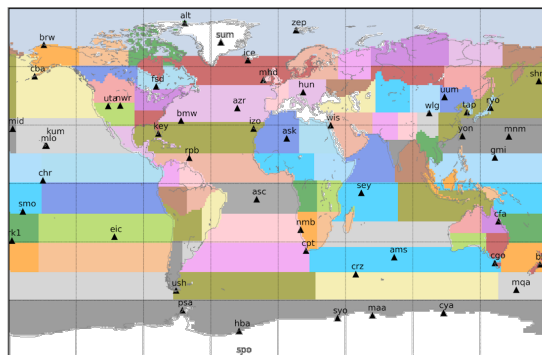 alt
zep
brw
sum
ice
cba
mhd
shm
fsd
hun
uum
uta
nwr
azr
wlg
tap
ryo
mid
bmw
key
izo
ask
wis
yon
mnm
kum
mlo
rpb
gmi
chr
sey
smo
asc
cfa
rk1
eic
nmb
cpt
ams
cgo
crz
ush
mqa
psa
syo
maa
cya
hba
spo